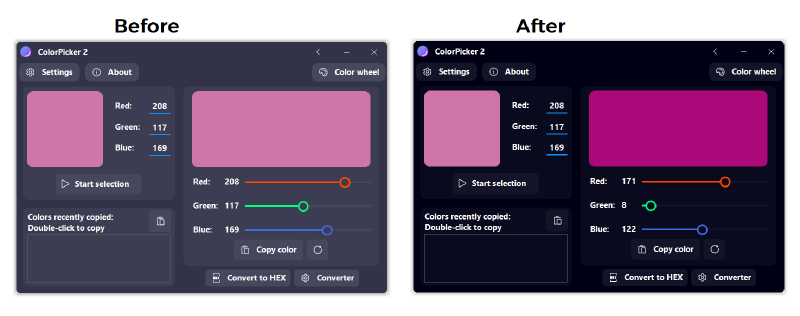 Before
After
ColorPicker 2
Settings
About
Color wheel
Red: 208
Green: 117
Blue: 169
Start selection
Red: 208
Green: 117
Blue: 169
Colors recently copied:
Double-click to copy
Copy color
Convert to HEX
Converter
ColorPicker 2
Settings
About
Color wheel
Red: 208
Green: 117
Blue: 169
Start selection
Red: 171
Green: 8
Blue: 122
Colors recently copied:
Double-click to copy
Copy color
Convert to HEX
Converter